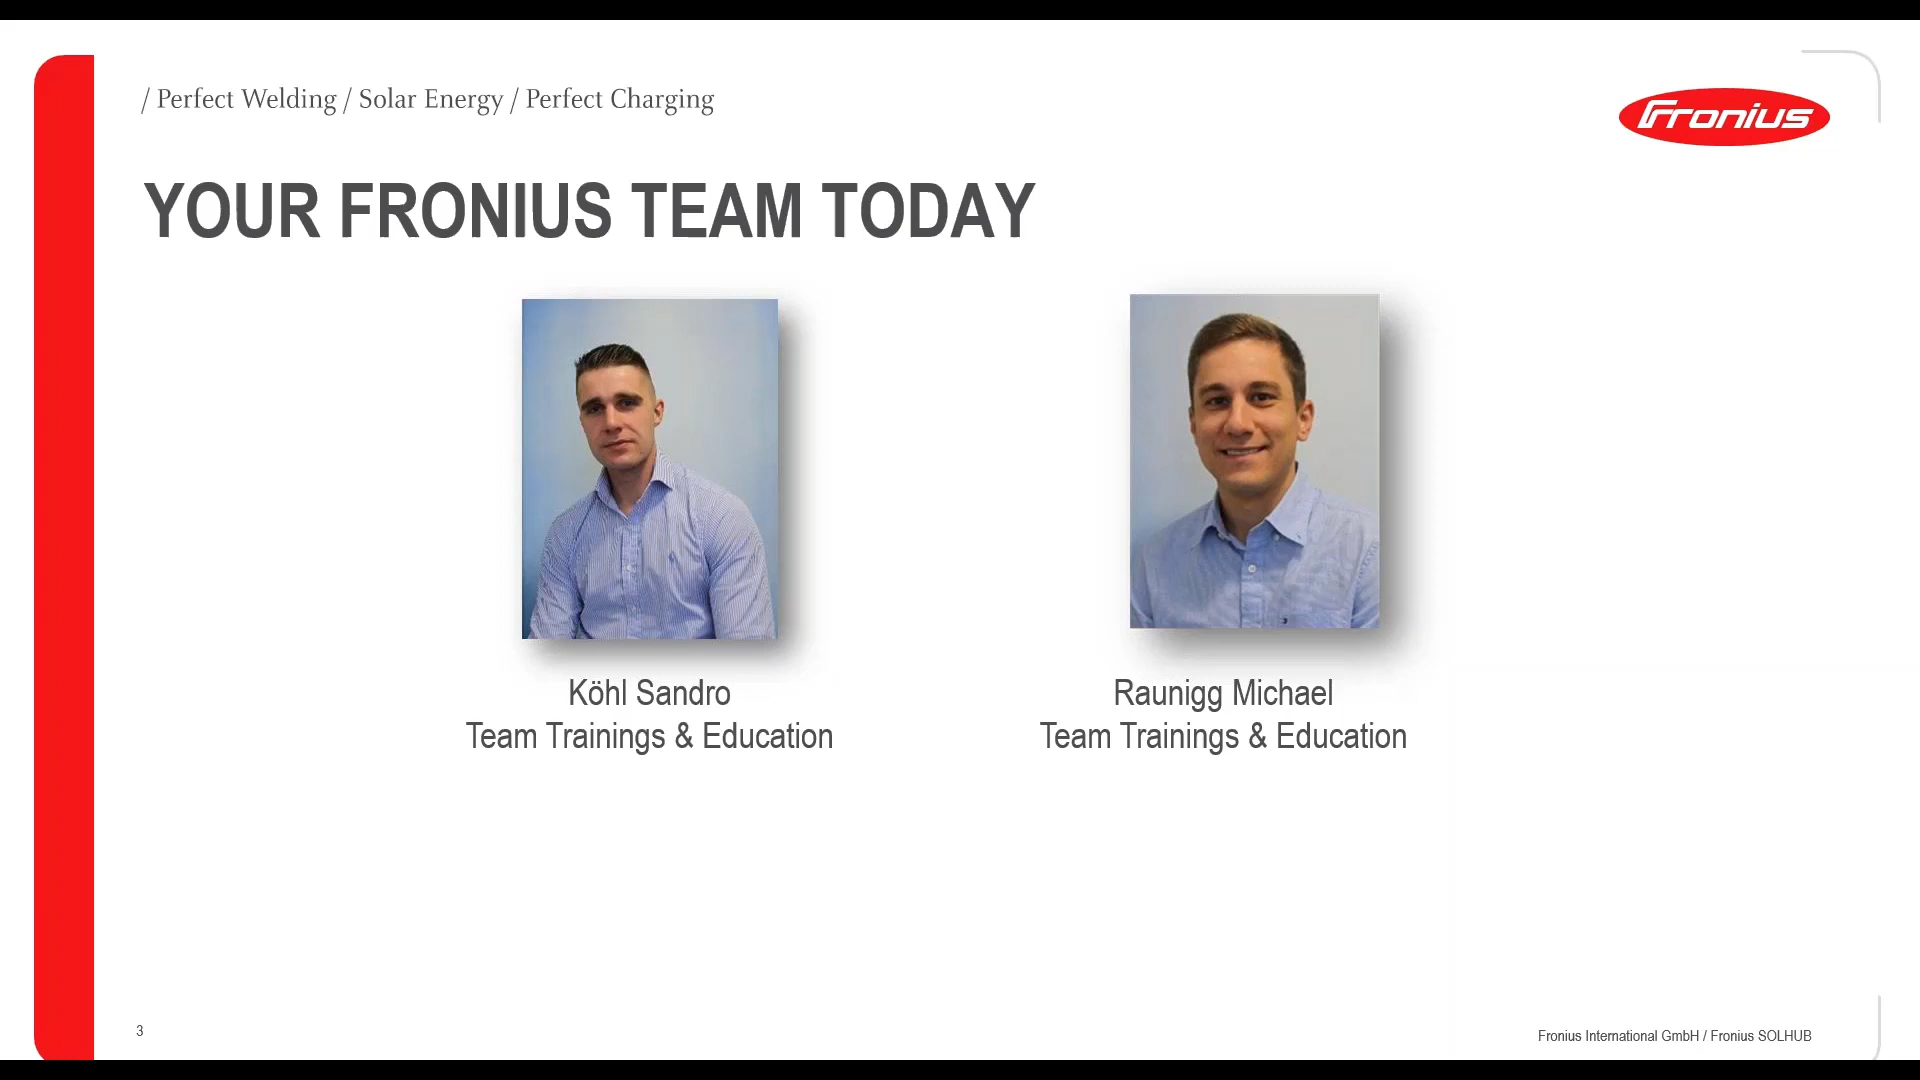 / Perfect Welding / Solar Energy / Perfect Charging
Fronius
YOUR FRONIUS TEAM TODAY
Köhl Sandro
Team Trainings & Education
Raunigg Michael
Team Trainings & Education
3
Fronius International GmbH / Fronius SOLHUB